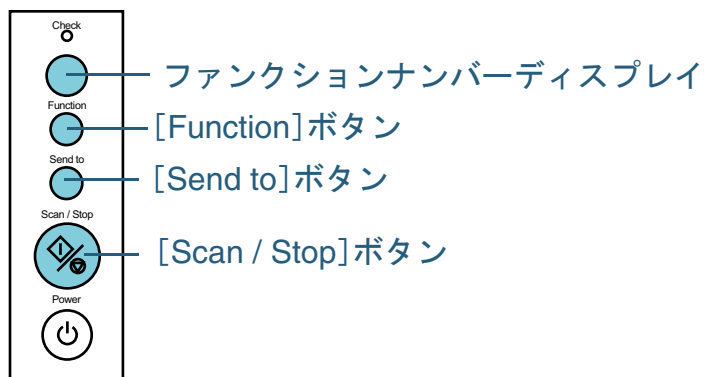 Check
ファンクションナンバーディスプレイ
Function
[Function]ボタン
Send to
[Send to]ボタン
Scan / Stop
[Scan / Stop]ボタン
Power